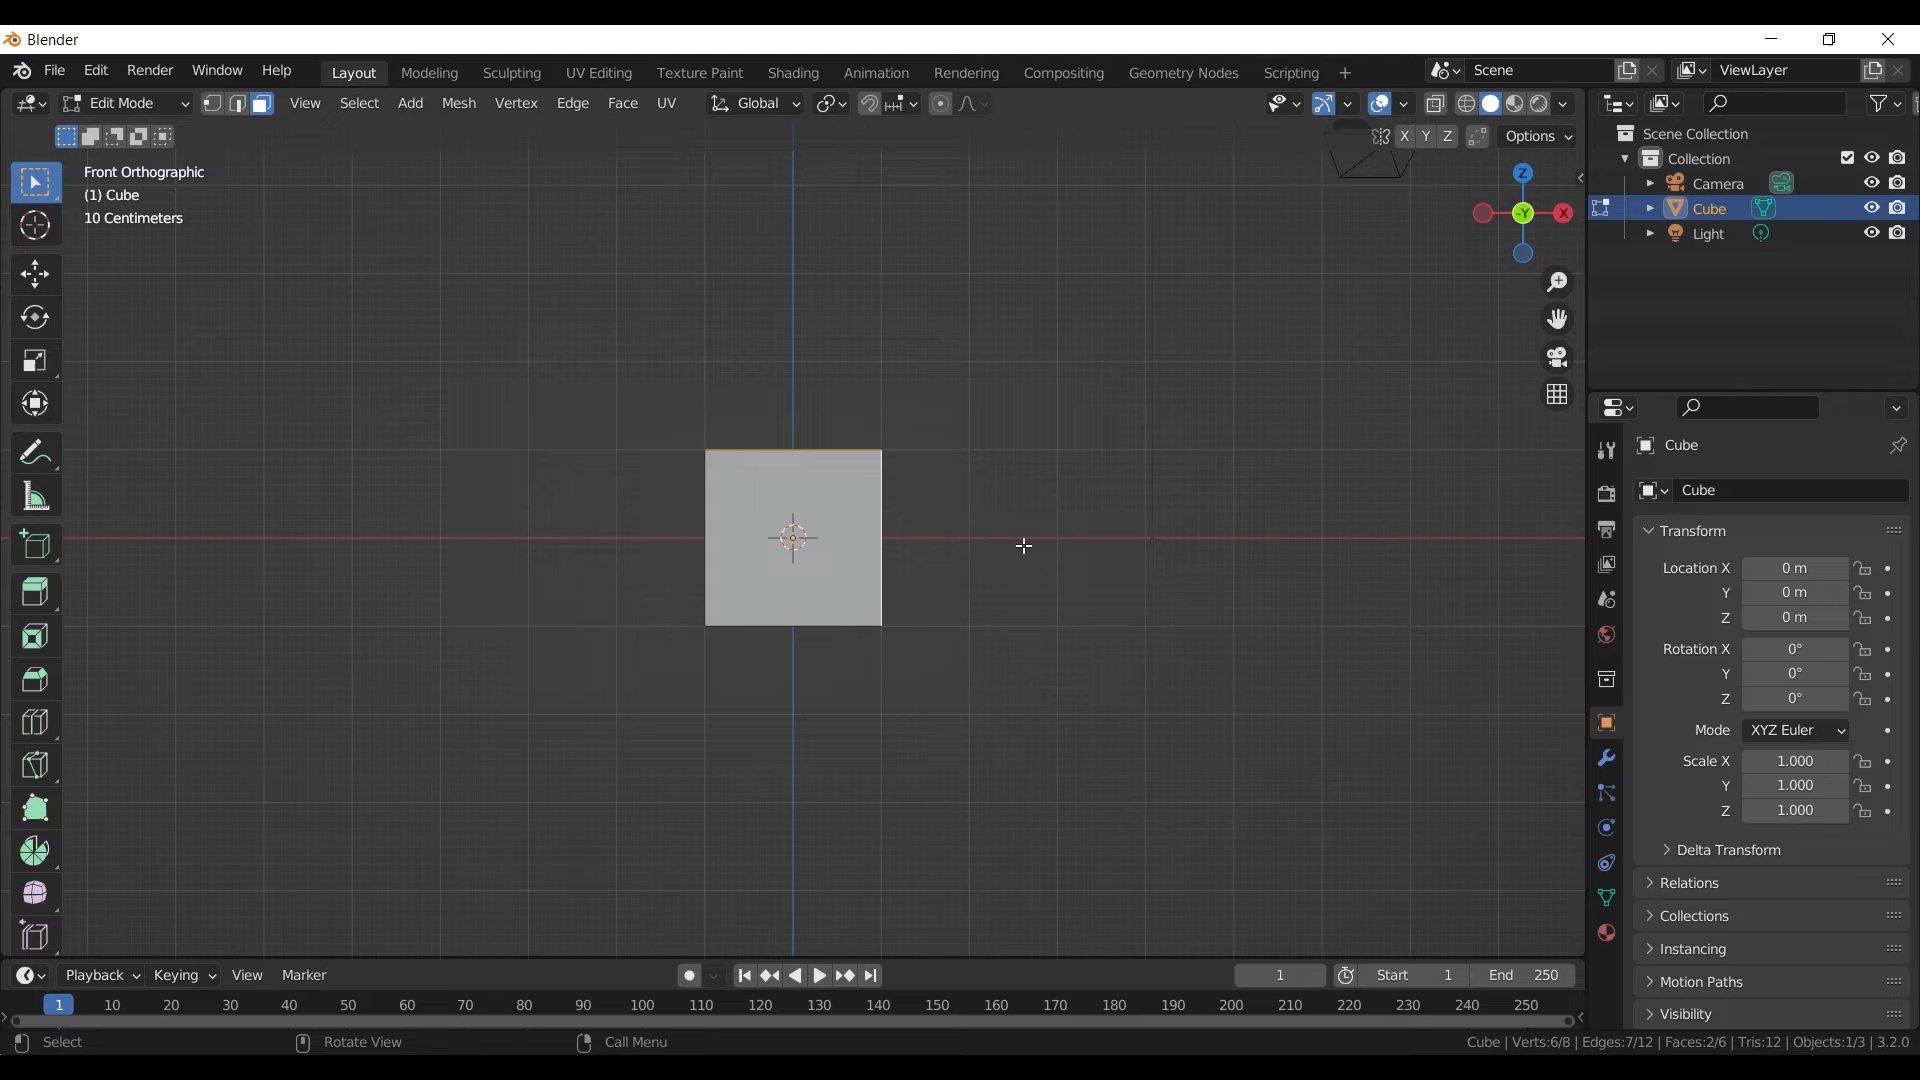 Blender
File Edit Render Window Help Layout Modeling Sculpting UV Editing Texture Paint Shading Animation Rendering Compositing Geometry Nodes Scripting + Scene ViewLayer
Edit Mode View Select Add Mesh Vertex Edge Face UV Global
X Y Z Options
Front Orthographic
(1) Cube
10 Centimeters
Z
-Y X
Scene Collection
Collection
Camera
Cube
Light
Cube
Cube
Transform
Location X 0 m
Y 0 m
Z 0 m
Rotation X 0°
Y 0°
Z 0°
Mode XYZ Euler
Scale X 1.000
Y 1.000
Z 1.000
Delta Transform
Relations
Collections
Instancing
Motion Paths
Visibility
Playback Keying View Marker 1 Start 1 End 250
1 10 20 30 40 50 60 70 80 90 100 110 120 130 140 150 160 170 180 190 200 210 220 230 240 250
Select Rotate View Call Menu Cube | Verts:6/8 | Edges:7/12 | Faces:2/6 | Tris:12 | Objects:1/3 | 3.2.0